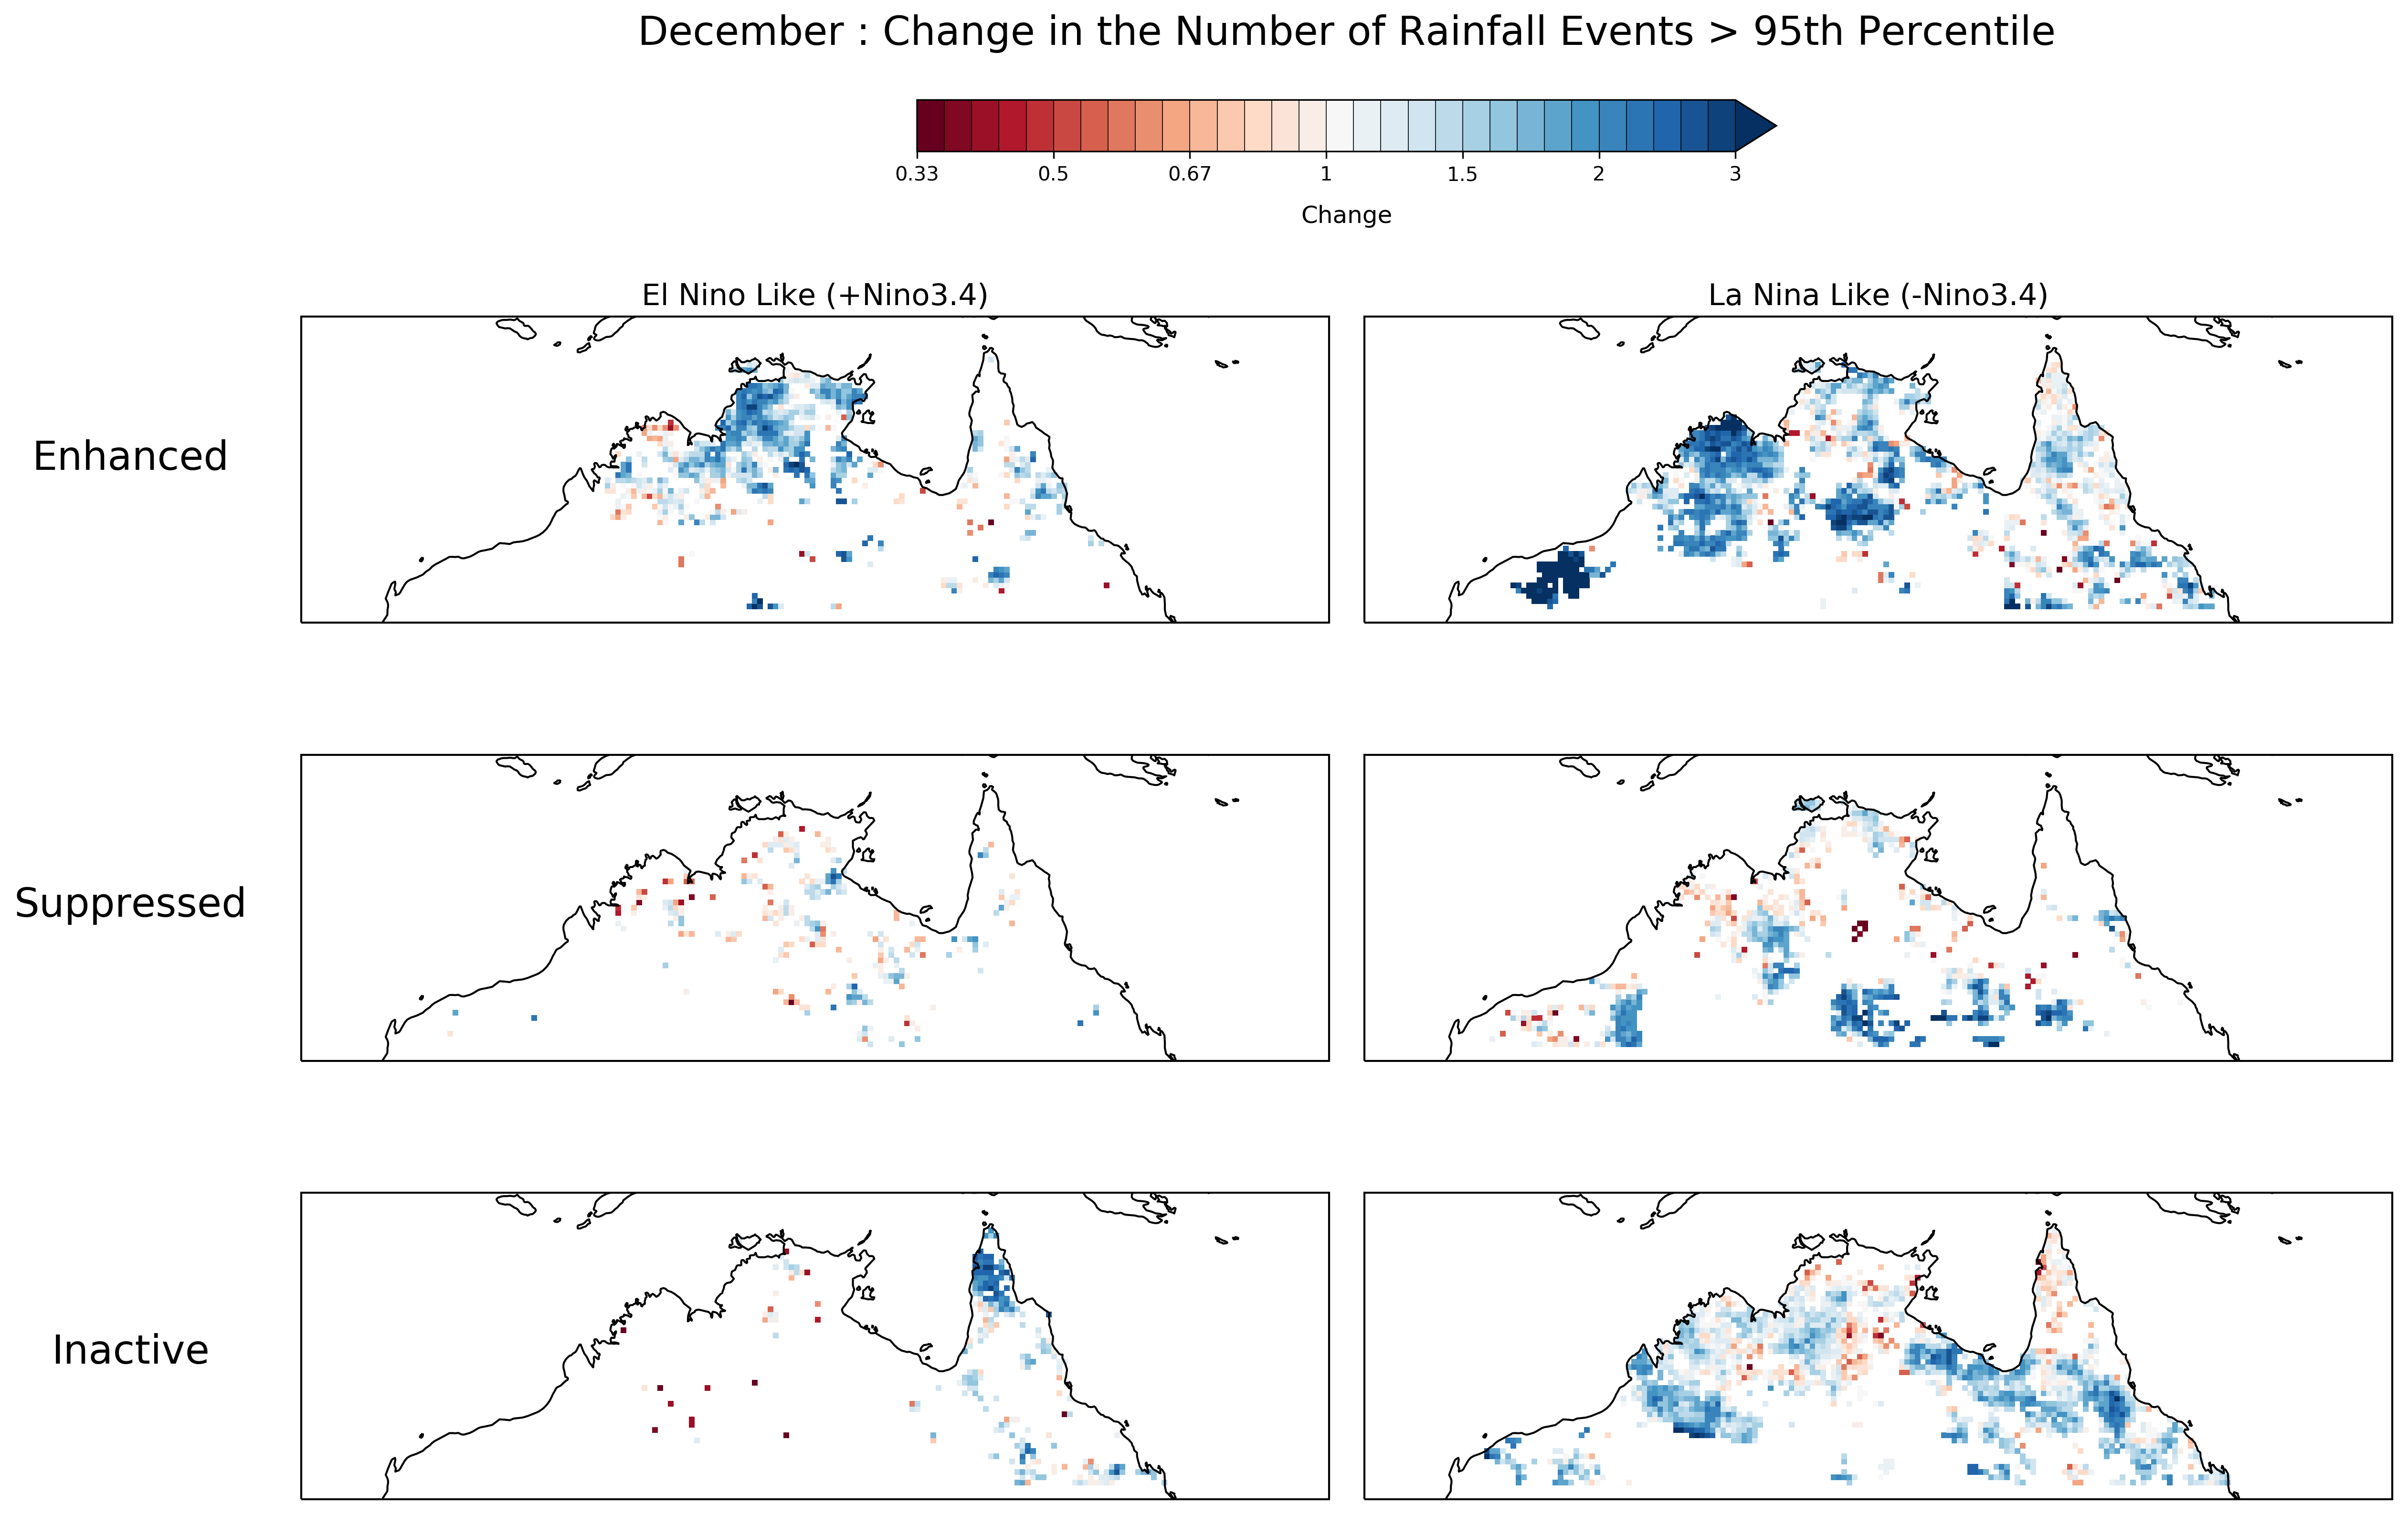 December : Change in the Number of Rainfall Events > 95th Percentile
0.33 0.5 0.67 1 1.5 2 3
Change
El Nino Like (+Nino3.4) La Nina Like (-Nino3.4)
Enhanced
Suppressed
Inactive